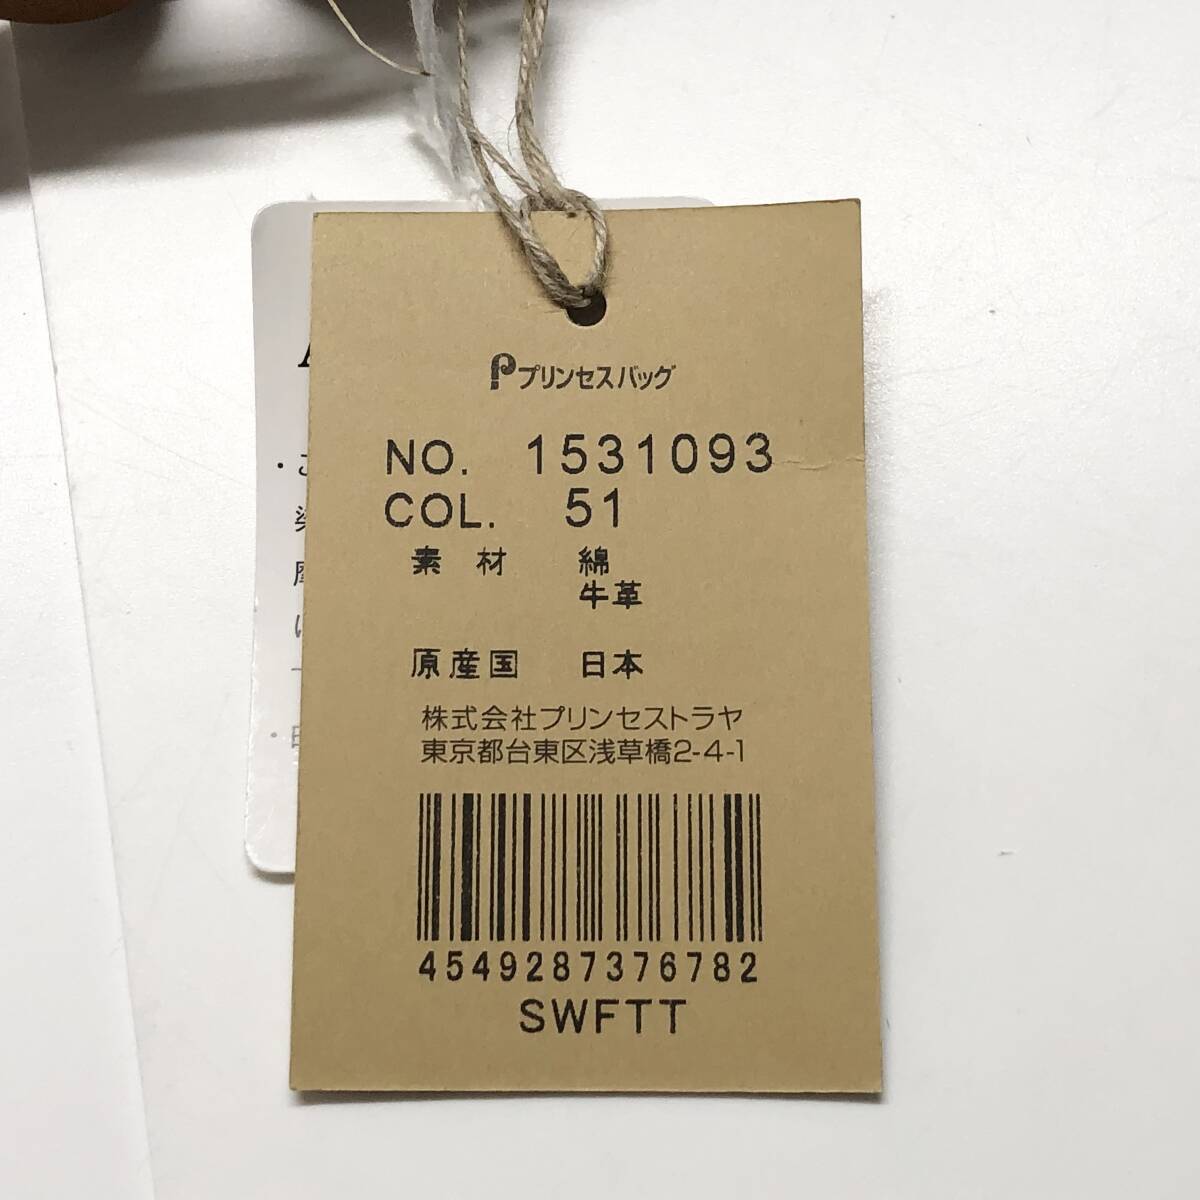 プリンセスバッグ
NO. 1531093
COL. 51
素材 綿
牛革
原産国 日本
株式会社プリンセストラヤ
東京都台東区浅草橋2-4-1
4549287376782
SWFTT